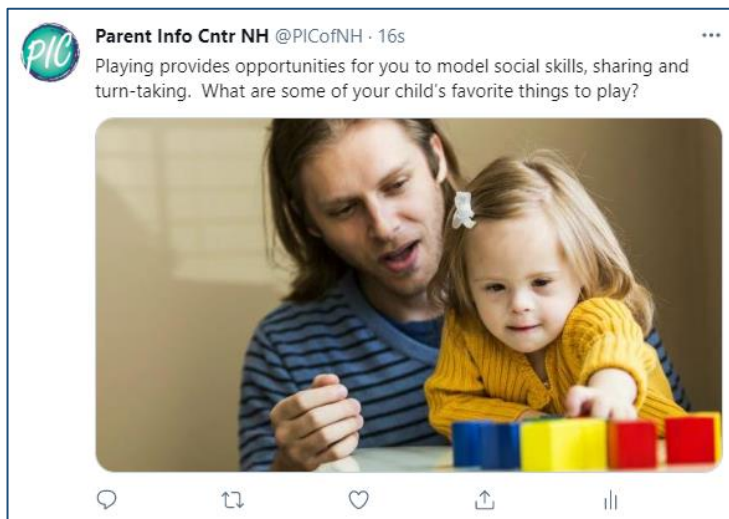 PIC
Parent Info Cntr NH @PICofNH · 16s
Playing provides opportunities for you to model social skills, sharing and
turn-taking.  What are some of your child's favorite things to play?